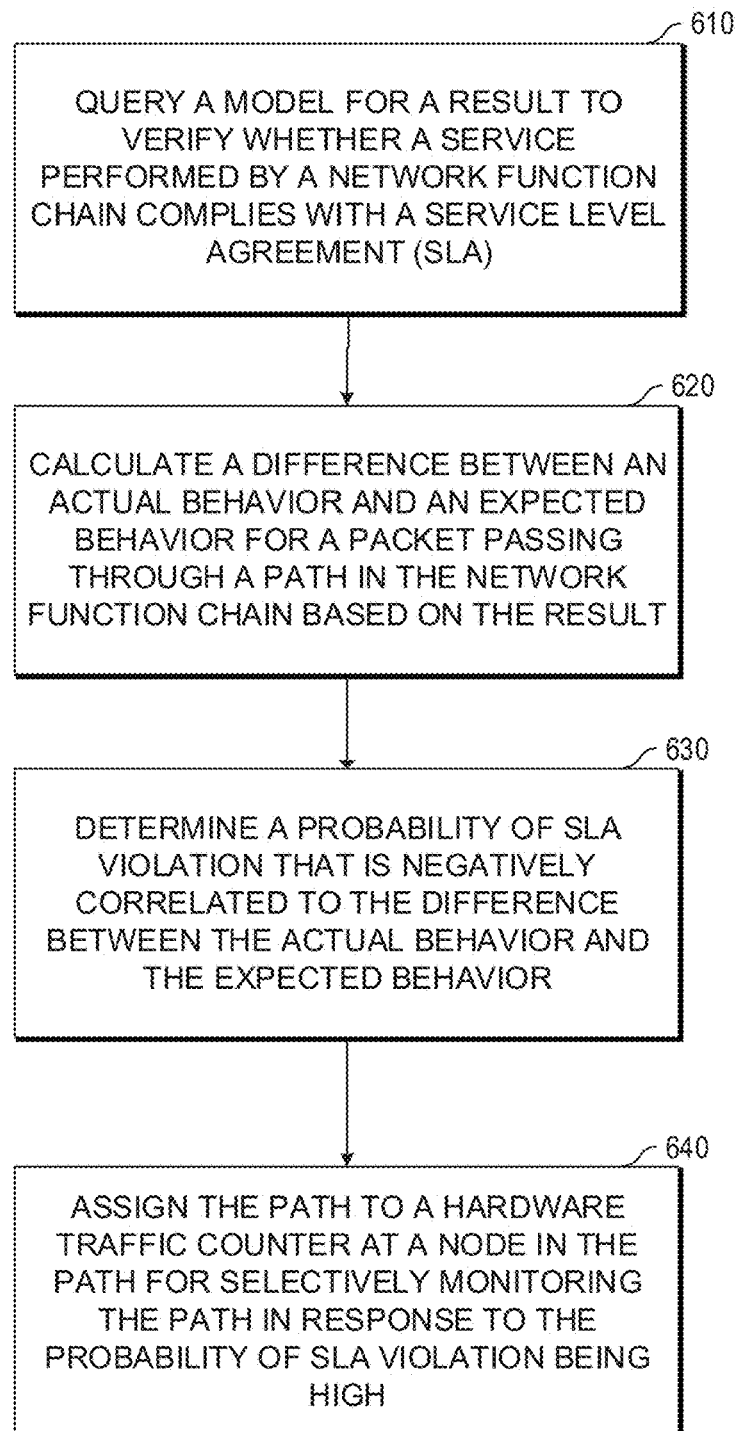 610
QUERY A MODEL FOR A RESULT TO
VERIFY WHETHER A SERVICE
PERFORMED BY A NETWORK FUNCTION
CHAIN COMPLIES WITH A SERVICE LEVEL
AGREEMENT (SLA)
620
CALCULATE A DIFFERENCE BETWEEN AN
ACTUAL BEHAVIOR AND AN EXPECTED
BEHAVIOR FOR A PACKET PASSING
THROUGH A PATH IN THE NETWORK
FUNCTION CHAIN BASED ON THE RESULT
630
DETERMINE A PROBABILITY OF SLA
VIOLATION THAT IS NEGATIVELY
CORRELATED TO THE DIFFERENCE
BETWEEN THE ACTUAL BEHAVIOR AND
THE EXPECTED BEHAVIOR
640
ASSIGN THE PATH TO A HARDWARE
TRAFFIC COUNTER AT A NODE IN THE
PATH FOR SELECTIVELY MONITORING
THE PATH IN RESPONSE TO THE
PROBABILITY OF SLA VIOLATION BEING
HIGH